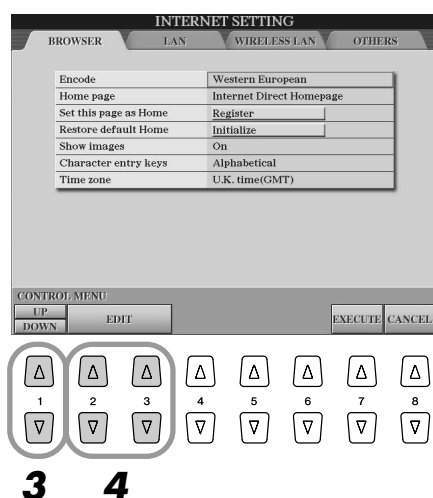 INTERNET SETTING
BROWSER LAN WIRELESS LAN OTHERS
Encode Western European
Home page Internet Direct Homepage
Set this page as Home Register
Restore default Home Initialize
Show images On
Character entry keys Alphabetical
Time zone U.K. time(GMT)
CONTROL MENU
UP
DOWN EDIT EXECUTE CANCEL
1 2 3 4 5 6 7 8
3 4